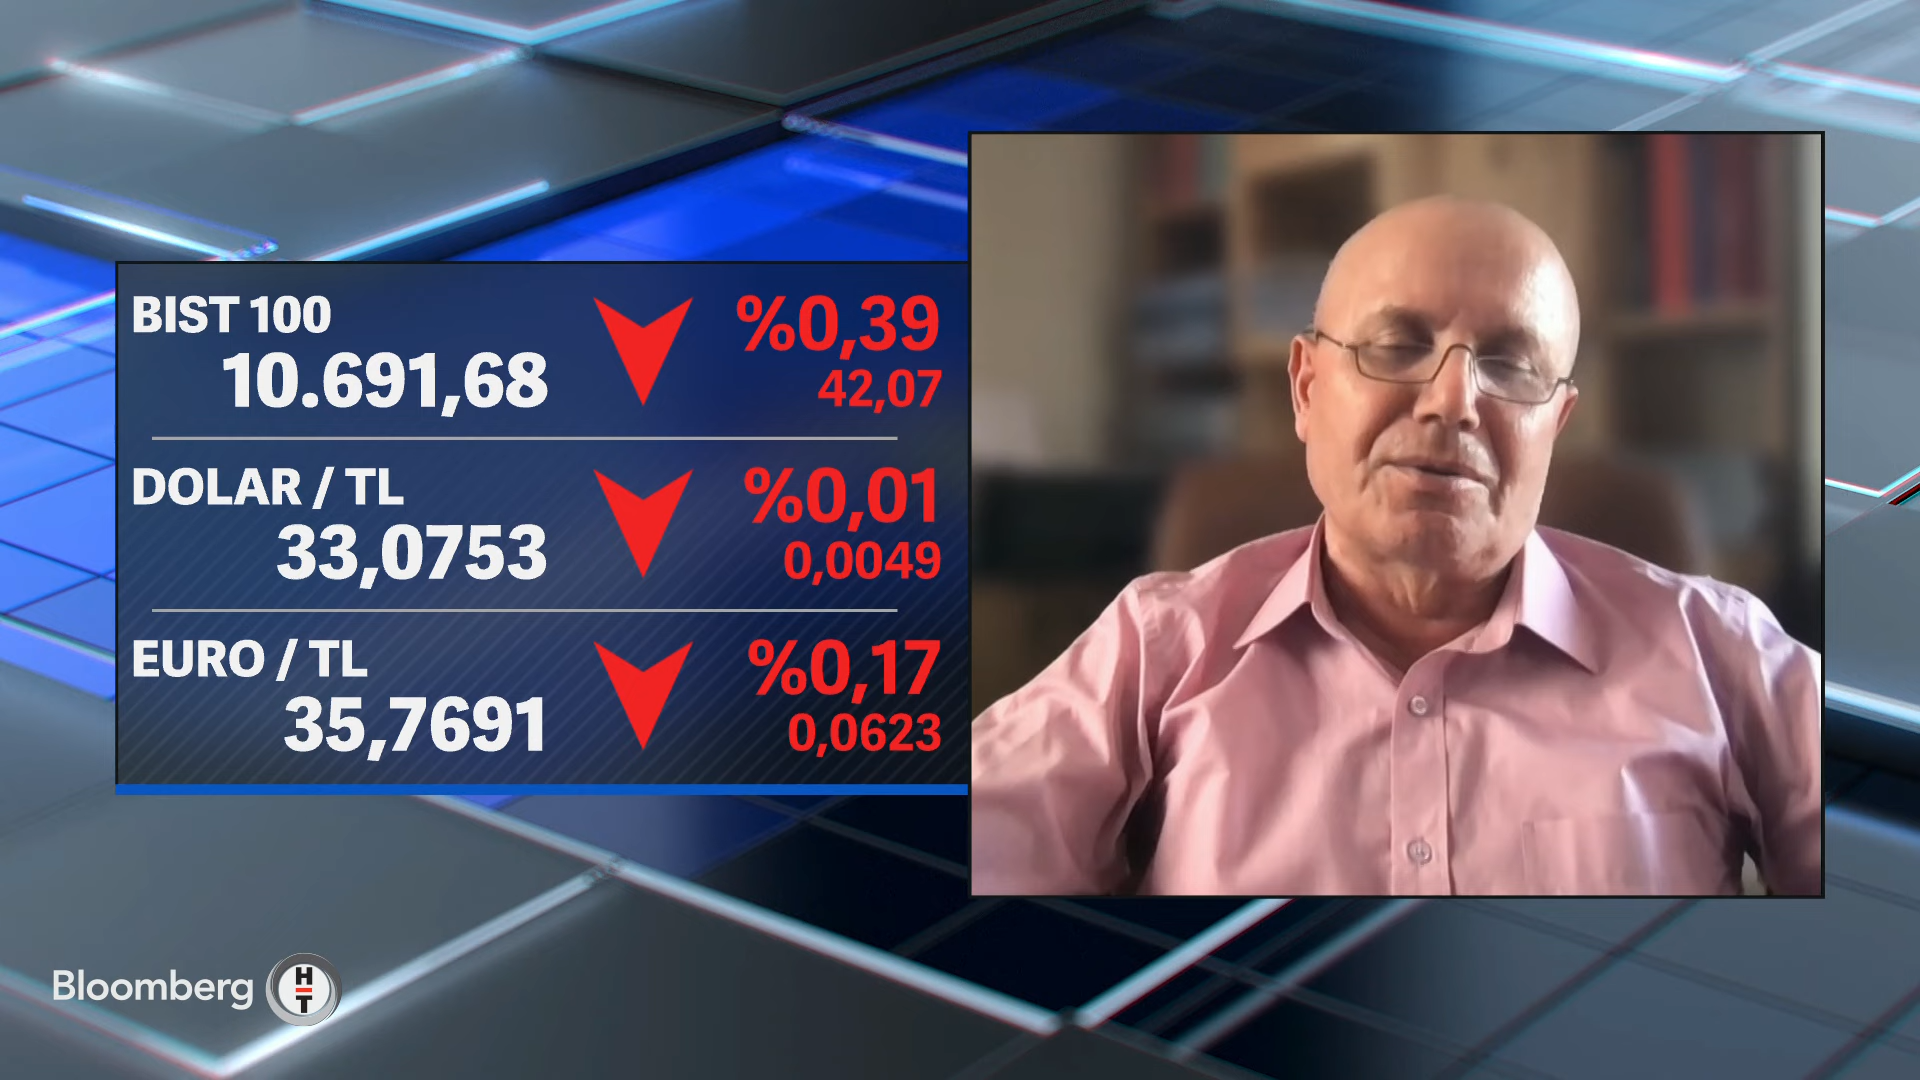 BIST 100
10.691,68
%0,39
42,07
DOLAR / TL
33,0753
%0,01
0,0049
EURO / TL
35,7691
%0,17
0,0623
Bloomberg HT